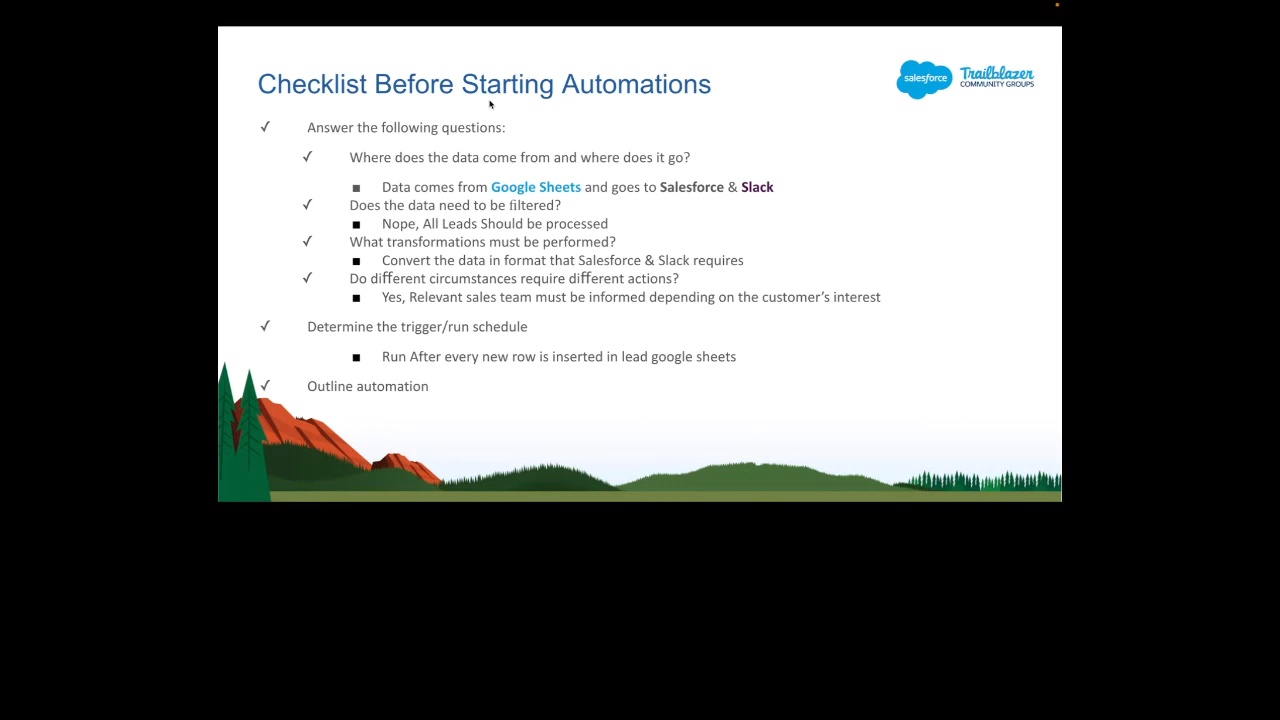 Checklist Before Starting Automations
salesforce
Trailblazer
COMMUNITY GROUPS
✓ Answer the following questions:
✓ Where does the data come from and where does it go?
■ Data comes from Google Sheets and goes to Salesforce & Slack
✓ Does the data need to be filtered?
■ Nope, All Leads Should be processed
✓ What transformations must be performed?
■ Convert the data in format that Salesforce & Slack requires
✓ Do different circumstances require different actions?
■ Yes, Relevant sales team must be informed depending on the customer’s interest
✓ Determine the trigger/run schedule
■ Run After every new row is inserted in lead google sheets
✓ Outline automation